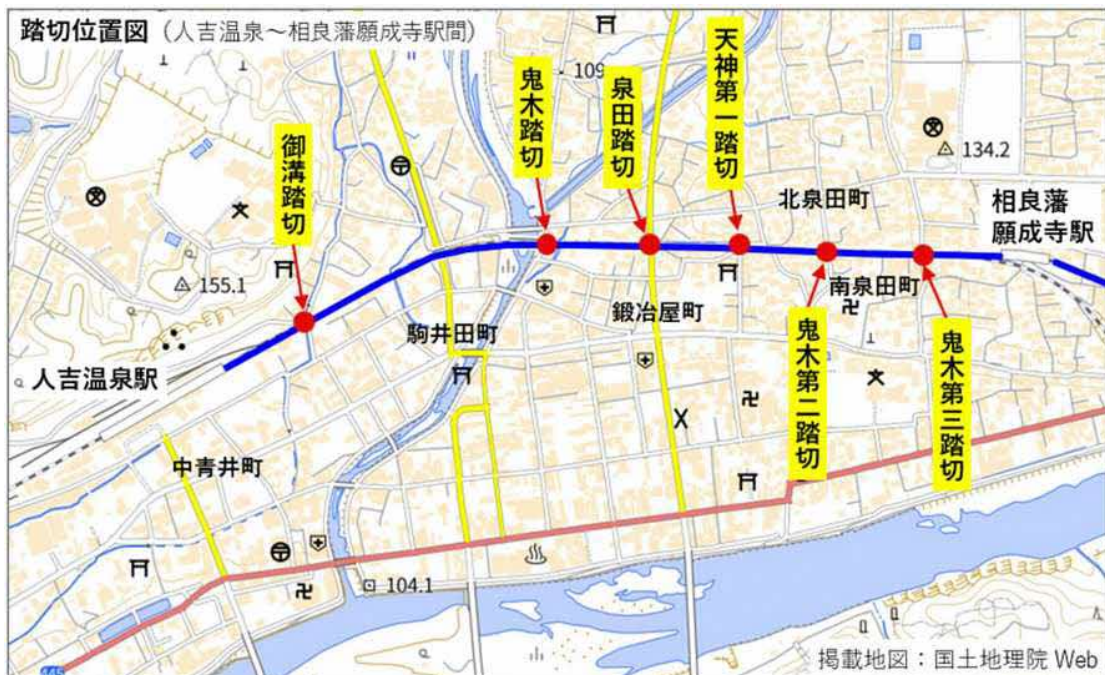 踏切位置図（人吉温泉～相良藩願成寺駅間）
109
鬼木踏切
泉田踏切
天神第一踏切
御溝踏切
134.2
北泉田町
相良藩
願成寺駅
155.1
南泉田町
駒井田町
鍛冶屋町
人吉温泉駅
鬼木第二踏切
鬼木第三踏切
中青井町
104.1
445
掲載地図：国土地理院 Web